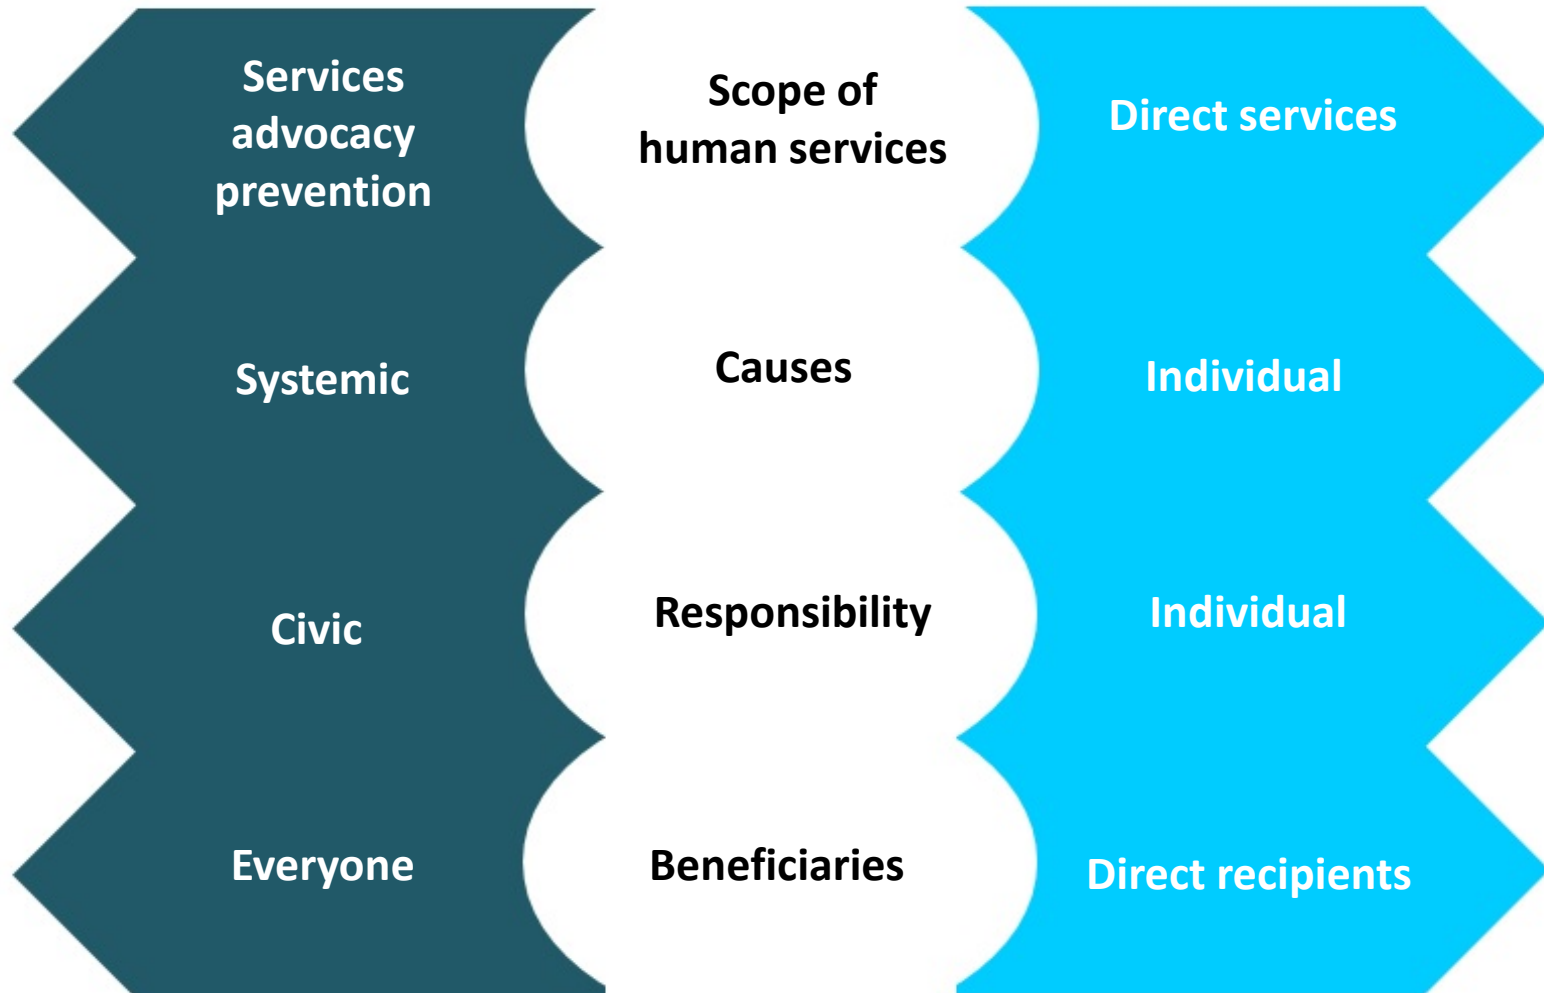 Services
advocacy
prevention
Scope of
human services
Direct services
Systemic
Causes
Individual
Civic
Responsibility
Individual
Everyone
Beneficiaries
Direct recipients